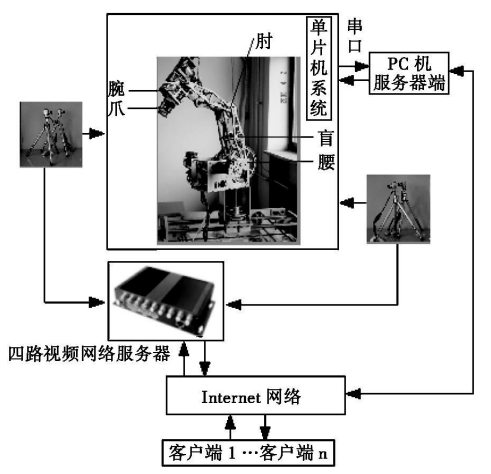 单片机系统
串口
肘
PC 机
服务器端
腕
爪
盲
腰
四路视频网络服务器
Internet 网络
客户端 1 …客户端 n